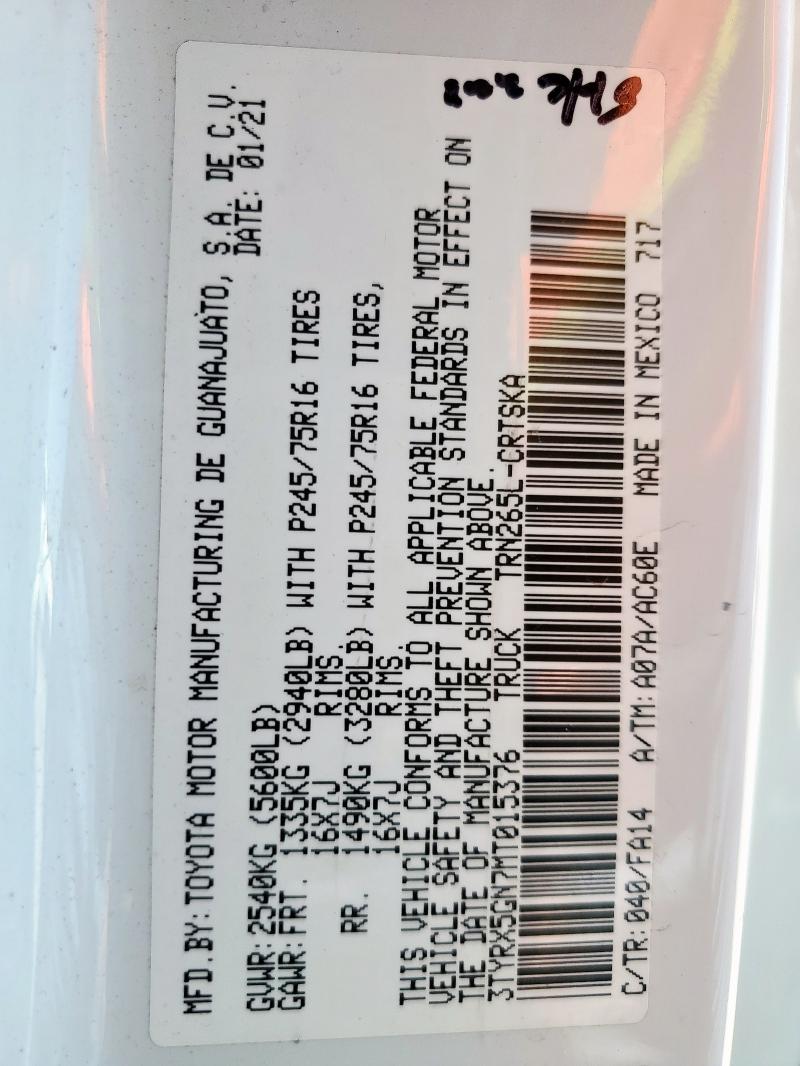 MFD.BY:TOYOTA MOTOR MANUFACTURING DE GUANAJUATO, S.A. DE C.V.
DATE: 01/21
GVWR:2540KG (5600LB)
GAWR:FRT. 1335KG (2940LB) WITH P245/75R16 TIRES
16X7J RIMS.
RR. 1490KG (3280LB) WITH P245/75R16 TIRES,
16X7J RIMS.
THIS VEHICLE CONFORMS TO ALL APPLICABLE FEDERAL MOTOR
VEHICLE SAFETY AND THEFT PREVENTION STANDARDS IN EFFECT ON
THE DATE OF MANUFACTURE SHOWN ABOVE.
3TYRX5GN7MT015376 TRUCK TRN265L-CRTSKA
C/TR:040/FA14 A/TM:A07A/AC60E MADE IN MEXICO 717